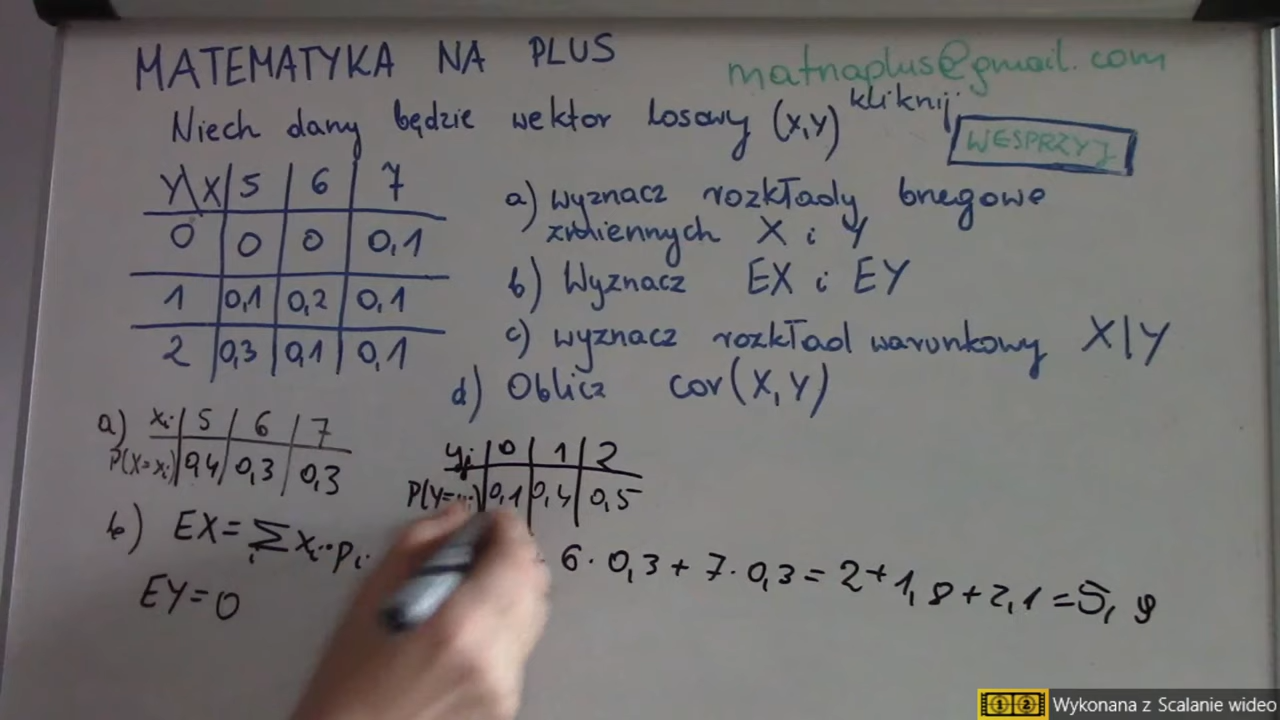 MATEMATYKA NA PLUS
matnaplus@gmail.com
Niech dany będzie wektor losowy (X,Y)
kliknij
WESPRZYJ
Y\X 5 6 7
0 0 0 0,1
1 0,1 0,2 0,1
2 0,3 0,1 0,1
a) wyznacz rozkłady bregowe
zmiennych X i Y
b) Wyznacz EX i EY
c) wyznacz rozkład warunkowy X|Y
d) Oblicz cov(X,Y)
a) xi 5 6 7
P(X=xi) 0,4 0,3 0,3
yj 0 1 2
P(Y= 0,1 0,4 0,5
b) EX=∑ xi·pi
i
6·0,3+7·0,3=2+1,8+2,1=5,9
EY=0
Wykonana z Scalanie wideo